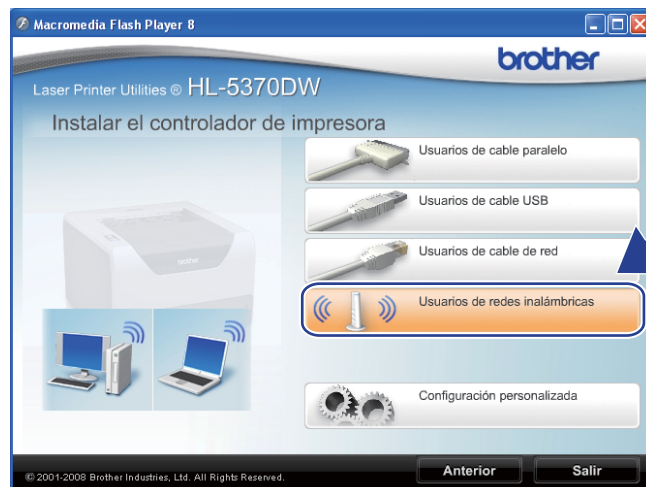 Macromedia Flash Player 8
brother
Laser Printer Utilities ® HL-5370DW
Instalar el controlador de impresora
Usuarios de cable paralelo
Usuarios de cable USB
Usuarios de cable de red
Usuarios de redes inalámbricas
Configuración personalizada
© 2001-2008 Brother Industries, Ltd. All Rights Reserved.
Anterior
Salir